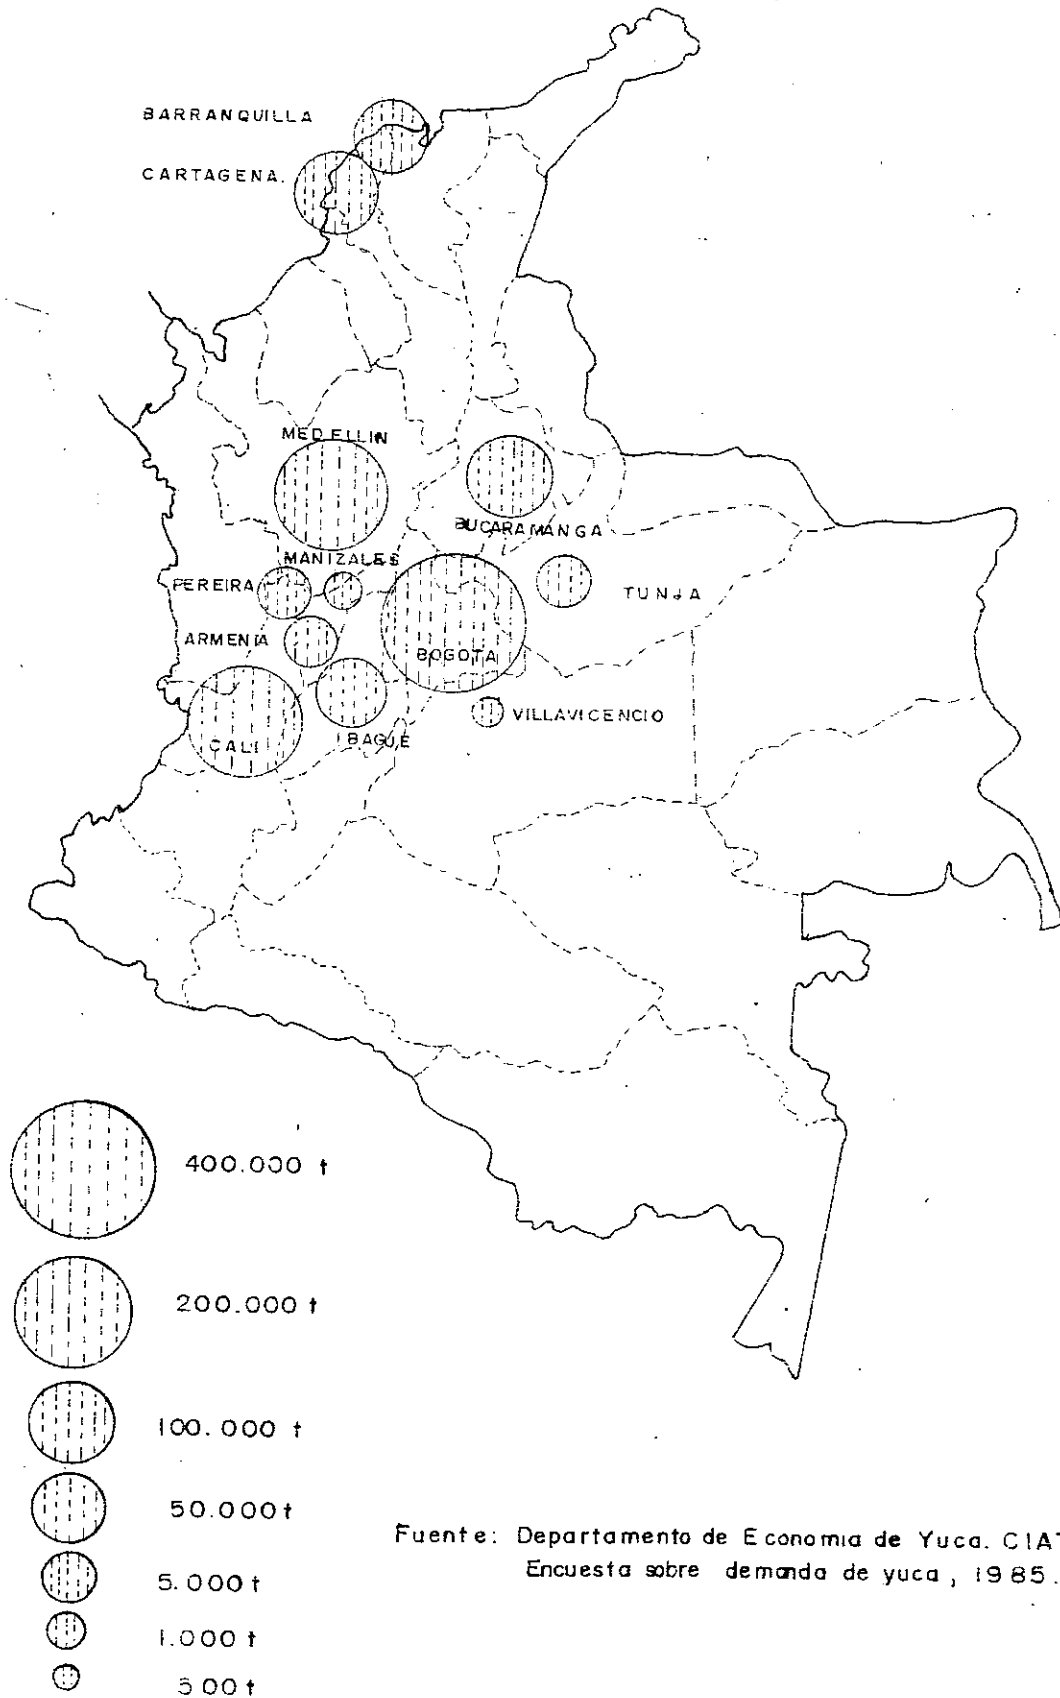 BARRANQUILLA
CARTAGENA.
MEDELLIN
BUCARAMANGA
MANIZALES
PEREIRA
TUNJA
ARMENIA
BOGOTA
VILLAVICENCIO
CALI
IBAGUE
400.000 t
200.000 t
100.000 t
50.000 t
5.000 t
1.000 t
500 t
Fuente: Departamento de Economia de Yuca. CIAT
Encuesta sobre demanda de yuca, 1985.